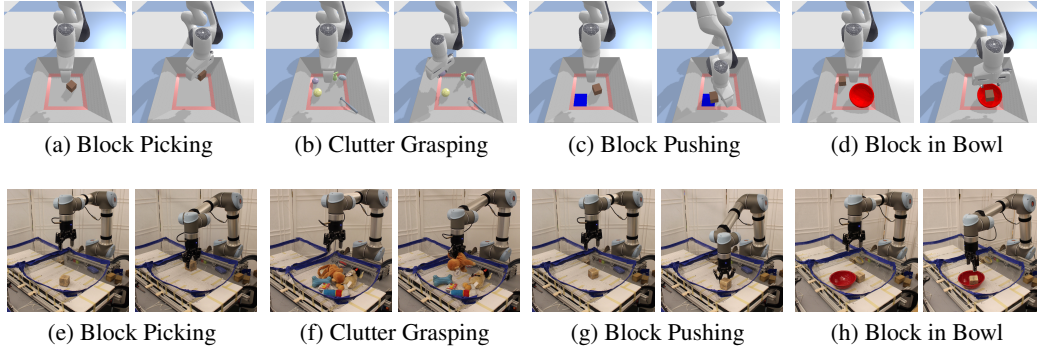 (a) Block Picking
(b) Clutter Grasping
(c) Block Pushing
(d) Block in Bowl
(e) Block Picking
(f) Clutter Grasping
(g) Block Pushing
(h) Block in Bowl